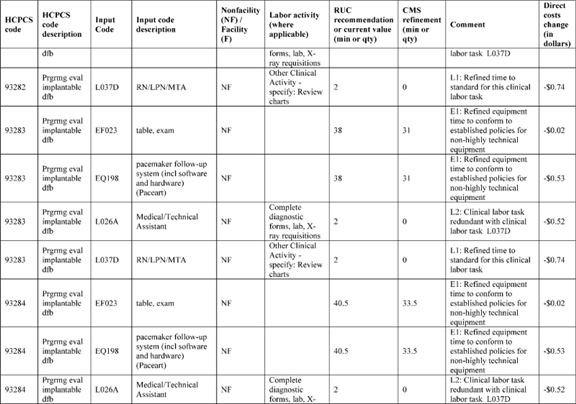 HCPCS code | HCPCS code description | Input Code | Input code description | Nonfacility (NF) / Facility (F) | Labor activity (where applicable) | RUC recommendation or current value (min or qty) | CMS refinement (min or qty) | Comment | Direct costs change (in dollars)
dfb | forms, lab, X-ray requisitions | labor task L037D
93282 | Prgrmg eval implantable dfb | L037D | RN/LPN/MTA | NF | Other Clinical Activity - specify: Review charts | 2 | 0 | L1: Refined time to standard for this clinical labor task | -$0.74
93283 | Prgrmg eval implantable dfb | EF023 | table, exam | NF | 38 | 31 | E1: Refined equipment time to conform to established policies for non-highly technical equipment | -$0.02
93283 | Prgrmg eval implantable dfb | EQ198 | pacemaker follow-up system (incl software and hardware) (Paceart) | NF | 38 | 31 | E1: Refined equipment time to conform to established policies for non-highly technical equipment | -$0.53
93283 | Prgrmg eval implantable dfb | L026A | Medical/Technical Assistant | NF | Complete diagnostic forms, lab, X-ray requisitions | 2 | 0 | L2: Clinical labor task redundant with clinical labor task L037D | -$0.52
93283 | Prgrmg eval implantable dfb | L037D | RN/LPN/MTA | NF | Other Clinical Activity - specify: Review charts | 2 | 0 | L1: Refined time to standard for this clinical labor task | -$0.74
93284 | Prgrmg eval implantable dfb | EF023 | table, exam | NF | 40.5 | 33.5 | E1: Refined equipment time to conform to established policies for non-highly technical equipment | -$0.02
93284 | Prgrmg eval implantable dfb | EQ198 | pacemaker follow-up system (incl software and hardware) (Paceart) | NF | 40.5 | 33.5 | E1: Refined equipment time to conform to established policies for non-highly technical equipment | -$0.53
93284 | Prgrmg eval implantable dfb | L026A | Medical/Technical Assistant | NF | Complete diagnostic forms, lab, X- | 2 | 0 | L2: Clinical labor task redundant with clinical labor task L037D | -$0.52